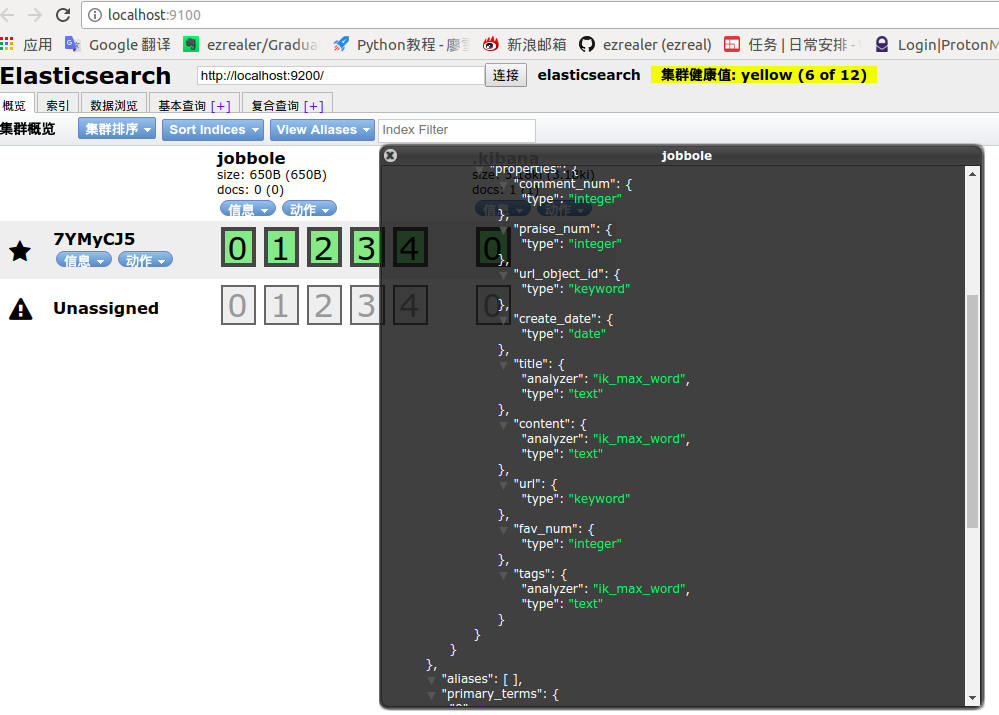 localhost:9100
应用 Google 翻译 ezrealer/Gradua Python教程 - 廖雪 新浪邮箱 ezrealer (ezreal) 任务 | 日常安排 - Login|ProtonM
Elasticsearch http://localhost:9200/ 连接 elasticsearch 集群健康值: yellow (6 of 12)
概览 索引 数据浏览 基本查询 [+] 复合查询 [+]
集群概览 集群排序 Sort Indices View Aliases Index Filter
jobbole
size: 650B (650B)
docs: 0 (0)
信息 动作
.kibana
docs: 1 (1)
信息 动作
7YMyCJ5
信息 动作
0 1 2 3 4 0
Unassigned
0 1 2 3 4 0
jobbole
"properties": {
"comment_num": {
"type": "integer"
},
"praise_num": {
"type": "integer"
},
"url_object_id": {
"type": "keyword"
},
"create_date": {
"type": "date"
},
"title": {
"analyzer": "ik_max_word",
"type": "text"
},
"content": {
"analyzer": "ik_max_word",
"type": "text"
},
"url": {
"type": "keyword"
},
"fav_num": {
"type": "integer"
},
"tags": {
"analyzer": "ik_max_word",
"type": "text"
}
}
}
},
"aliases": [ ],
"primary_terms": {